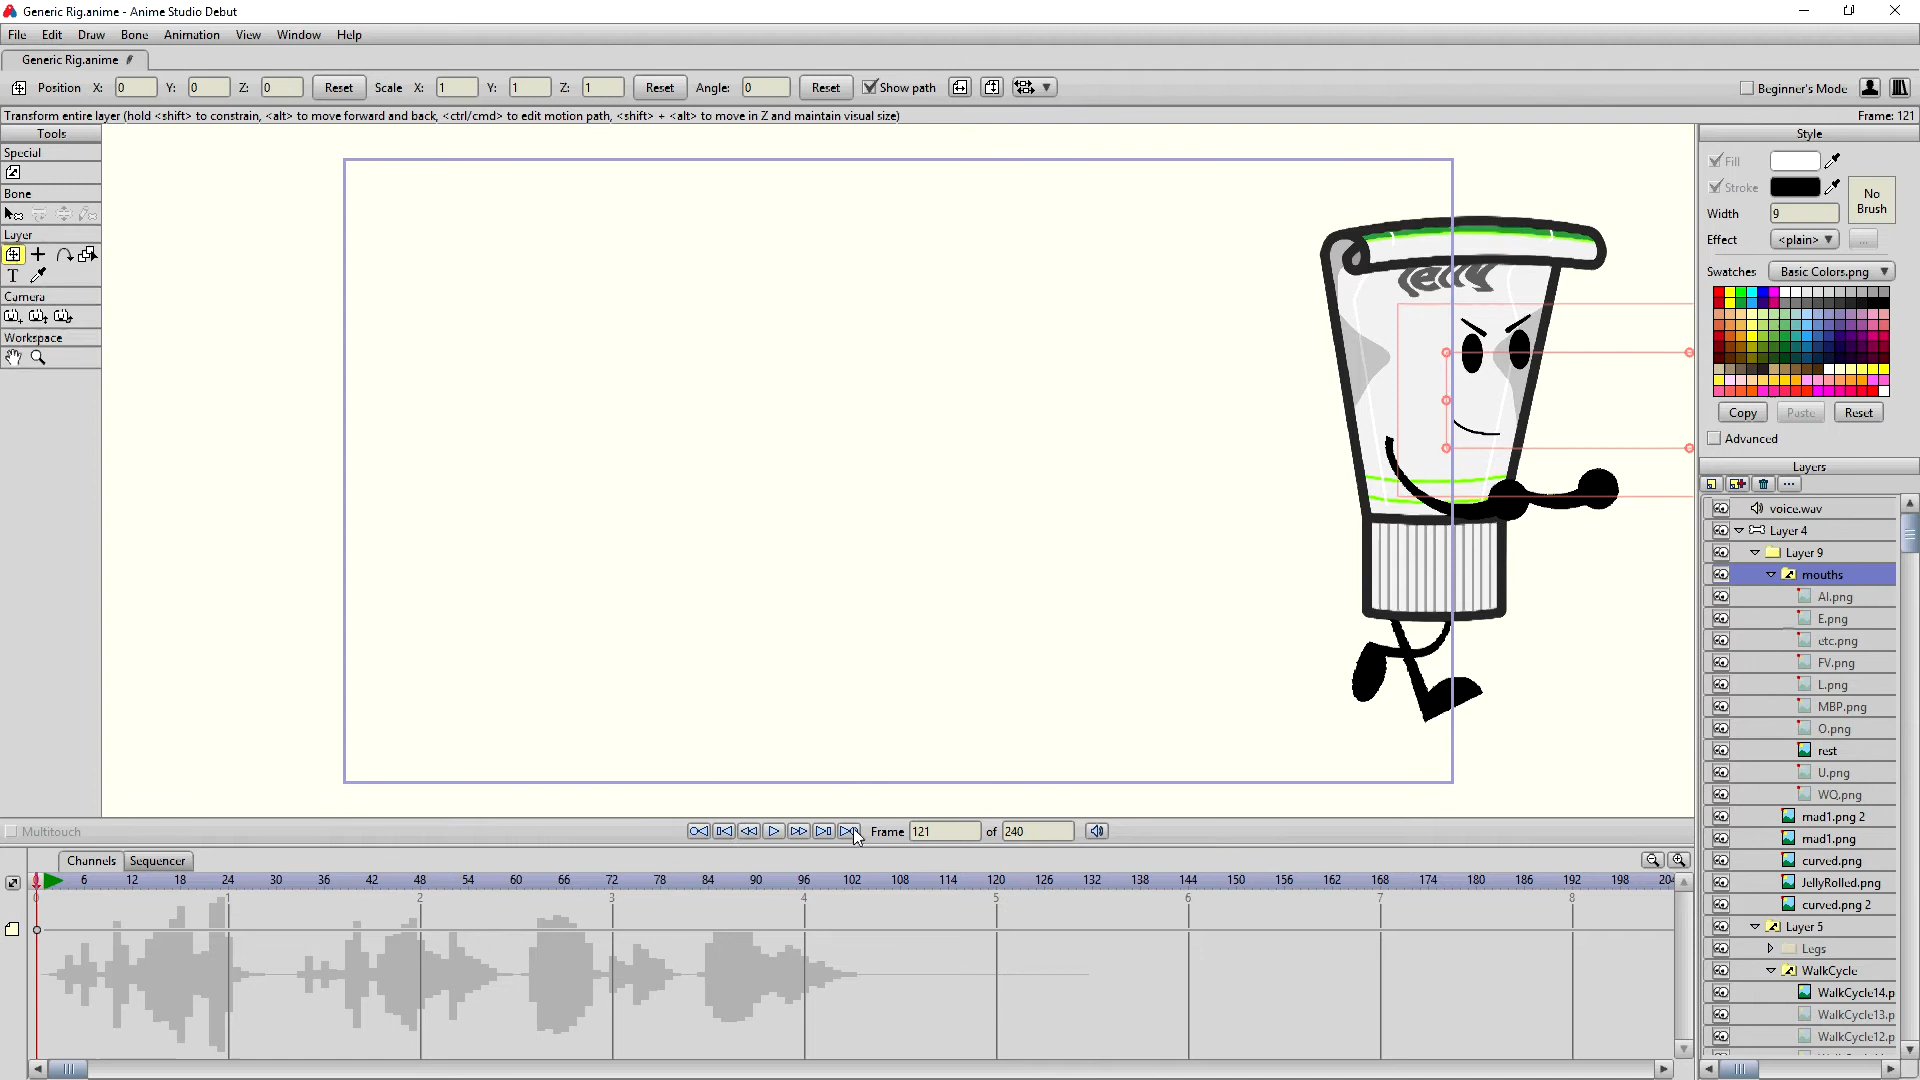 Generic Rig.anime - Anime Studio Debut
File Edit Draw Bone Animation View Window Help
Generic Rig.anime
Position X: 0 Y: 0 Z: 0 Reset Scale X: 1 Y: 1 Z: 1 Reset Angle: 0 Reset Show path Beginner's Mode
Transform entire layer (hold <shift> to constrain, <alt> to move forward and back, <ctrl/cmd> to edit motion path, <shift> + <alt> to move in Z and maintain visual size) Frame: 121
Tools
Special
Bone
Layer
T
Camera
Workspace
Style
Fill
Stroke
No Brush
Width 9
Effect <plain> ...
Swatches Basic Colors.png
Copy Paste Reset
Advanced
Layers
voice.wav
Layer 4
Layer 9
mouths
AI.png
E.png
etc.png
FV.png
L.png
MBP.png
O.png
rest
U.png
WQ.png
mad1.png 2
mad1.png
curved.png
JellyRolled.png
curved.png 2
Layer 5
Legs
WalkCycle
WalkCycle14.p
WalkCycle13.p
WalkCycle12.p
Multitouch
Frame 121 of 240
Channels Sequencer
6 12 18 24 30 36 42 48 54 60 66 72 78 84 90 96 102 108 114 120 126 132 138 144 150 156 162 168 174 180 186 192 198 204
0 1 2 3 4 5 6 7 8